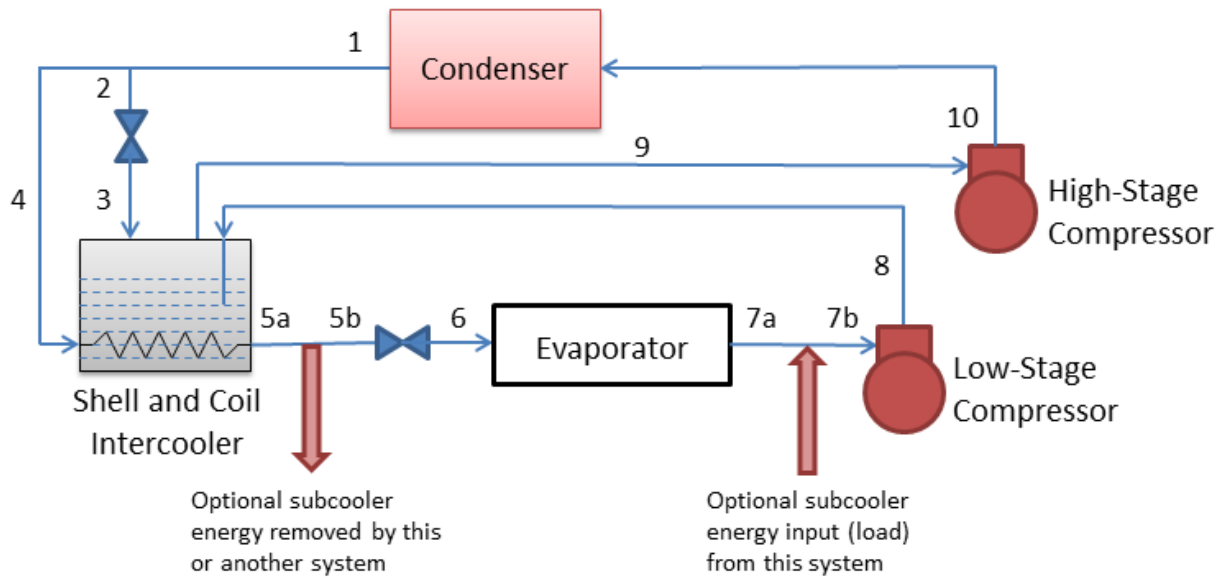 1
Condenser
2
10
9
4
3
High-Stage
Compressor
8
5a
5b
6
Evaporator
7a
7b
Shell and Coil
Intercooler
Low-Stage
Compressor
Optional subcooler
energy removed by this
or another system
Optional subcooler
energy input (load)
from this system